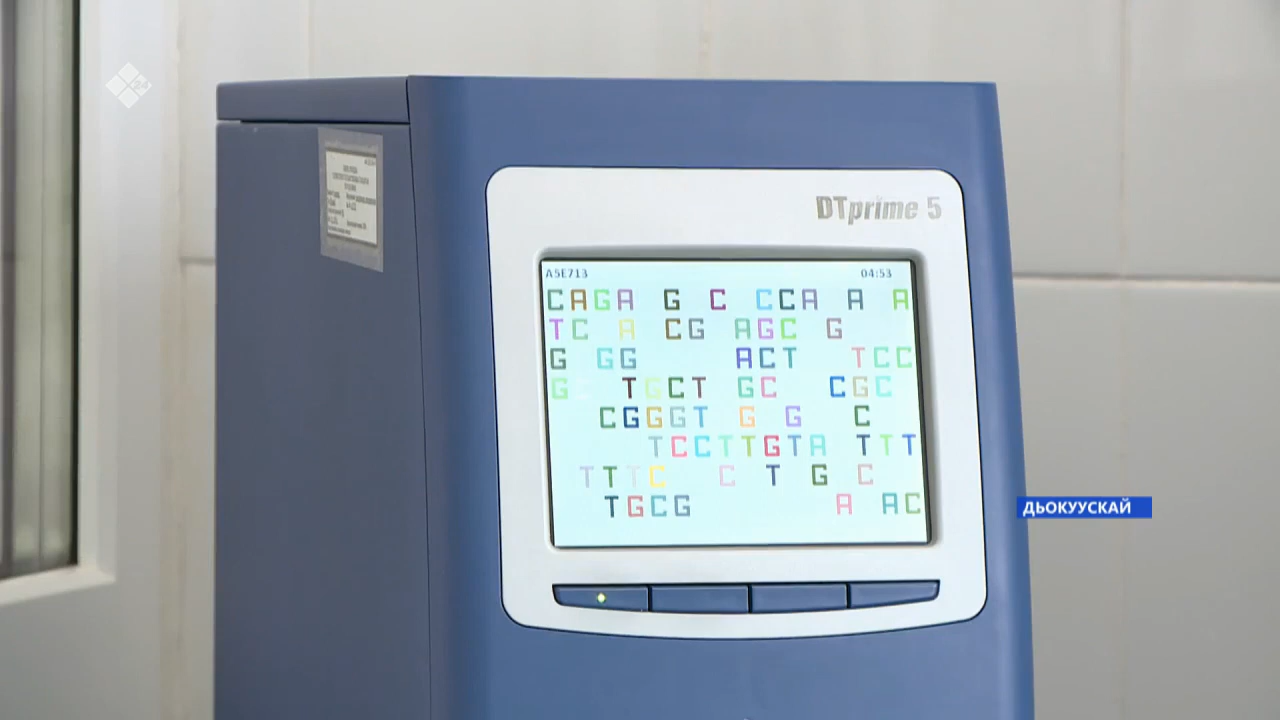 24
DTprime 5
A5E713 04:53
CAGA G C CCA A A
TC A CG AGC G
G GG ACT TCC
G TGCT GC CGC
CGGGT G G C
TCCTTGTA TTT
TTTC C T G C
TGCG A AC
ДЬОКУУСКАЙ